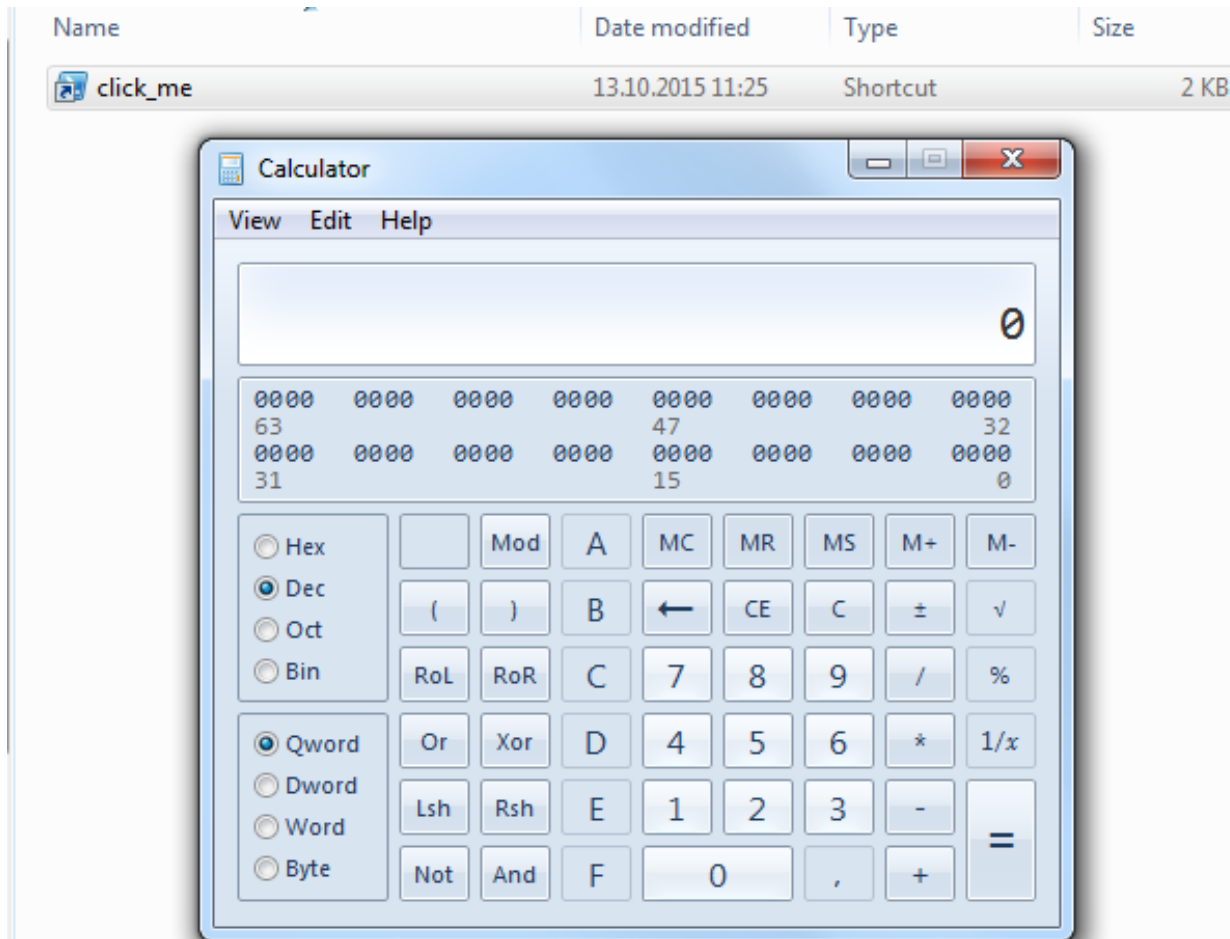 Name Date modified Type Size
click_me 13.10.2015 11:25 Shortcut 2 KB
Calculator
View Edit Help
0
0000 0000 0000 0000 0000 0000 0000 0000
63 47 32
0000 0000 0000 0000 0000 0000 0000 0000
31 15 0
Hex Mod A MC MR MS M+ M-
Dec
( ) B ← CE C ± √
Oct
Bin RoL RoR C 7 8 9 / %
Qword Or Xor D 4 5 6 * 1/x
Dword
Lsh Rsh E 1 2 3 - =
Word
Byte Not And F 0 , +